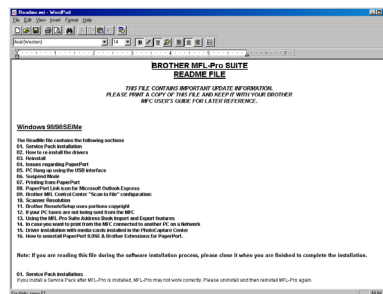 Readme.wri - WordPad
File Edit View Insert Format Help
Arial (Western) 14
BROTHER MFL-Pro SUITE
README FILE
THIS FILE CONTAINS IMPORTANT UPDATE INFORMATION.
PLEASE PRINT A COPY OF THIS FILE AND KEEP IT WITH YOUR BROTHER
MFC USER'S GUIDE FOR LATER REFERENCE.
Windows 98/98SE/Me
The ReadMe file contains the following sections
01. Service Pack installation
02. How to re-install the drivers
03. Reinstall
04. Issues regarding PaperPort
05. PC Hang up using the USB interface
06. Suspend Mode
07. Printing from PaperPort
08. PaperPort Link icon for Microsoft Outlook Express
09. Brother MFL Control Center "Scan to File" configuration:
10. Scanner Resolution
11. Brother RemoteSetup uses portions copyright
12. If your PC faxes are not being sent from the MFC
13. Using the MFL Pro Suite Address Book Import and Export features
14. In case you want to print from the MFC connected to another PC on a Network
15. Driver installation with media cards installed in the PhotoCapture Center
16. How to uninstall PaperPort 8.0SE & Brother Extensions for PaperPort.
Note: If you are reading this file during the software installation process, please close it when you are finished to complete the installation.
01. Service Pack installation:
If you install a Service Pack after MFL-Pro is installed, MFL-Pro may not work correctly. Please uninstall and then reinstall MFL-Pro again.
For Help, press F1
NUM